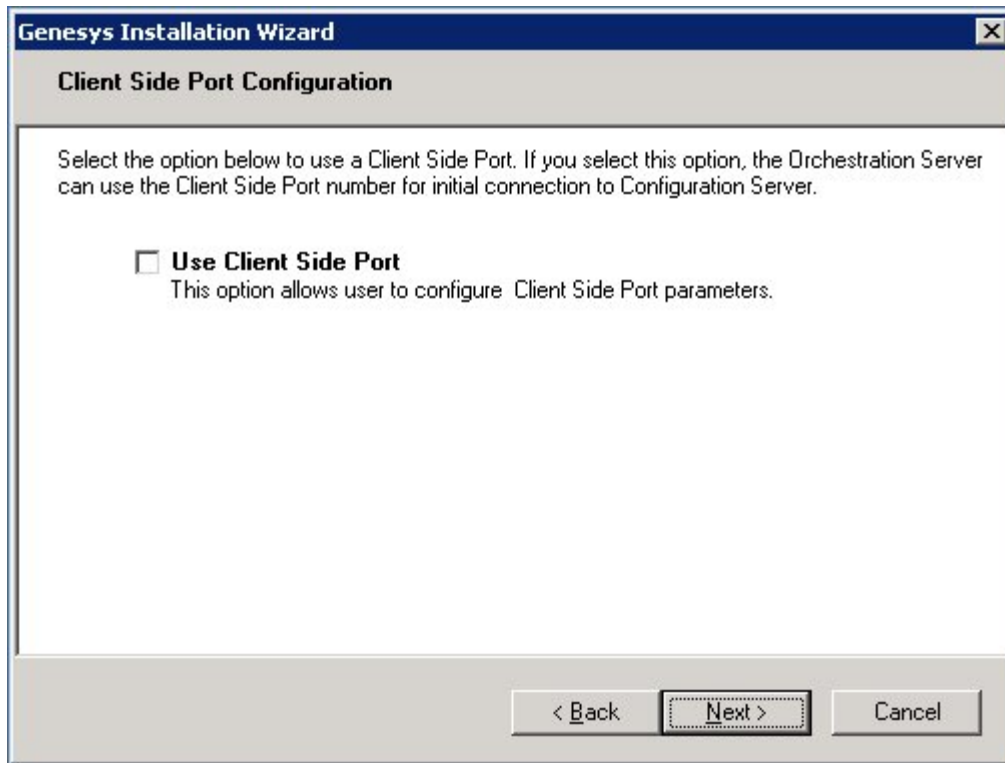 Genesys Installation Wizard
Client Side Port Configuration
Select the option below to use a Client Side Port. If you select this option, the Orchestration Server
can use the Client Side Port number for initial connection to Configuration Server.
Use Client Side Port
This option allows user to configure  Client Side Port parameters.
< Back Next > Cancel